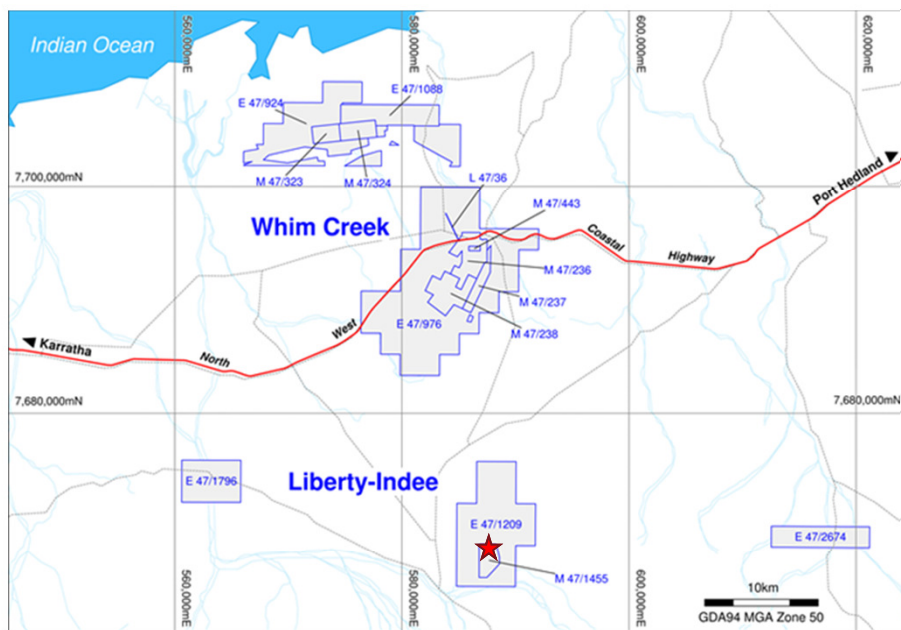 Indian Ocean
560,000mE
580,000mE
600,000mE
620,000mE
E 47/924
E 47/1088
M 47/323
M 47/324
L 47/36
7,700,000mN
7,700,000mN
Port Hedland
Whim Creek
M 47/443
Coastal
Highway
M 47/236
M 47/237
M 47/238
E 47/976
West
North
Karratha
7,680,000mN
7,680,000mN
E 47/1796
Liberty-Indee
E 47/1209
E 47/2674
M 47/1455
560,000mE
580,000mE
600,000mE
10km
GDA94 MGA Zone 50